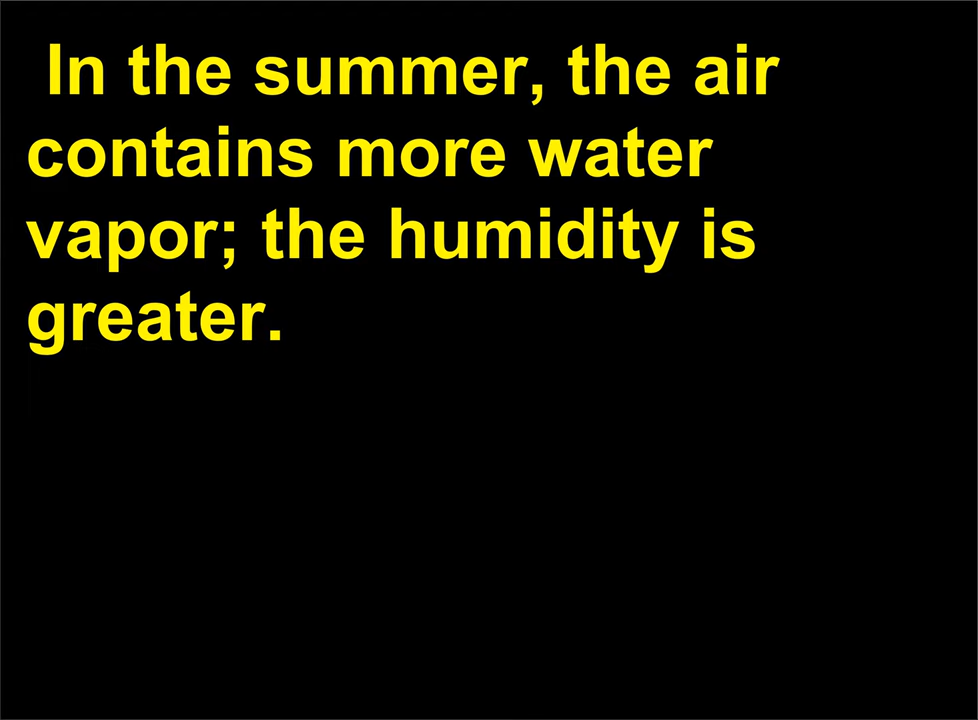 In the summer, the air
contains more water
vapor; the humidity is
greater.